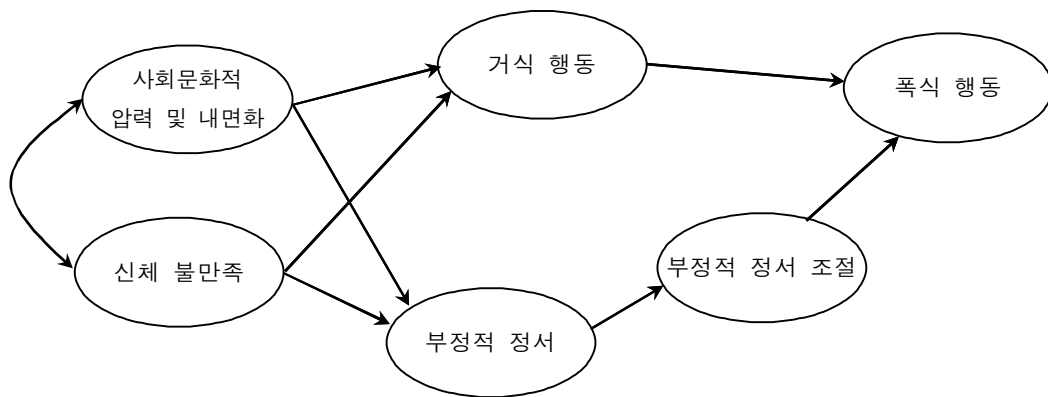 사회문화적
압력 및 내면화
거식 행동
폭식 행동
신체 불만족
부정적 정서 조절
부정적 정서